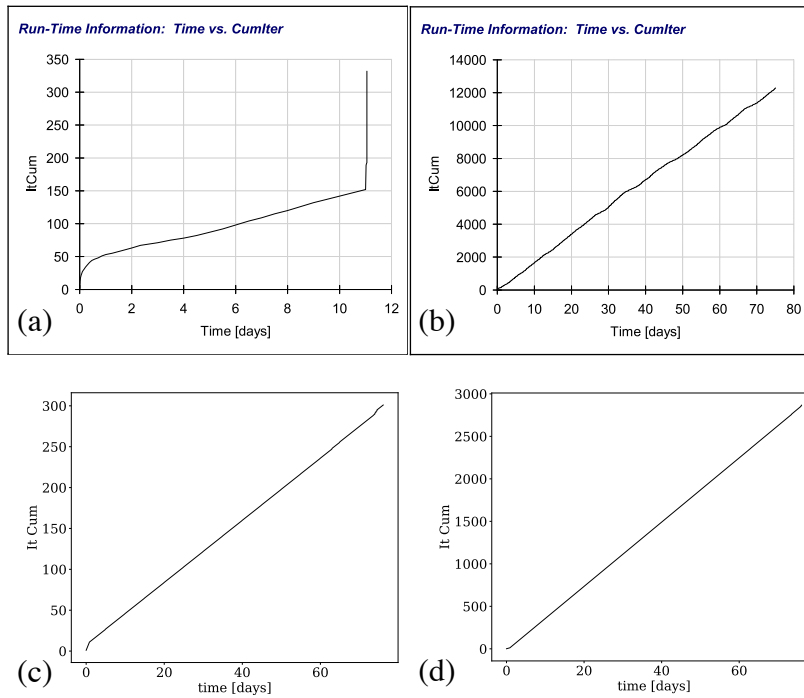 Run-Time Information: Time vs. CumIter
350
300
250
200
150
100
50
0
ItCum
0 2 4 6 8 10 12
Time [days]
(a)
Run-Time Information: Time vs. CumIter
14000
12000
10000
8000
6000
4000
2000
0
ItCum
0 10 20 30 40 50 60 70 80
Time [days]
(b)
300
250
200
150
100
50
0
It Cum
0 20 40 60
time [days]
(c)
3000
2500
2000
1500
1000
500
0
It Cum
0 20 40 60
time [days]
(d)